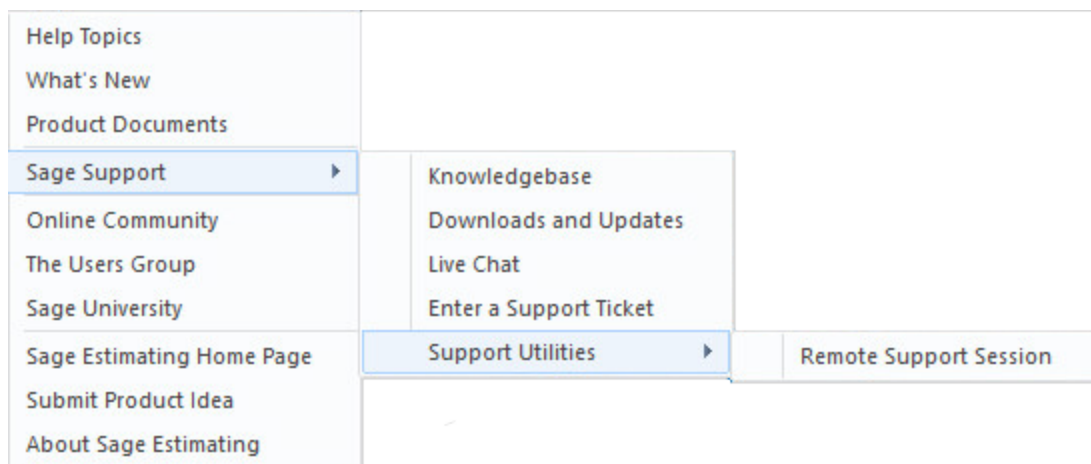 Help Topics
What's New
Product Documents
Sage Support
Online Community
The Users Group
Sage University
Sage Estimating Home Page
Submit Product Idea
About Sage Estimating
Knowledgebase
Downloads and Updates
Live Chat
Enter a Support Ticket
Support Utilities
Remote Support Session